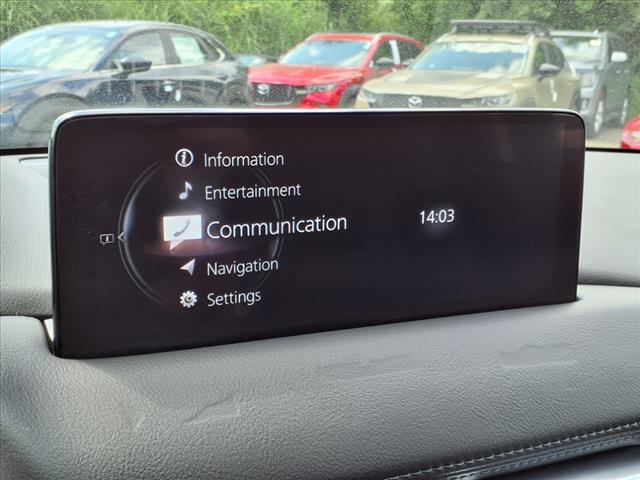 Information
Entertainment
Communication
14:03
Navigation
Settings